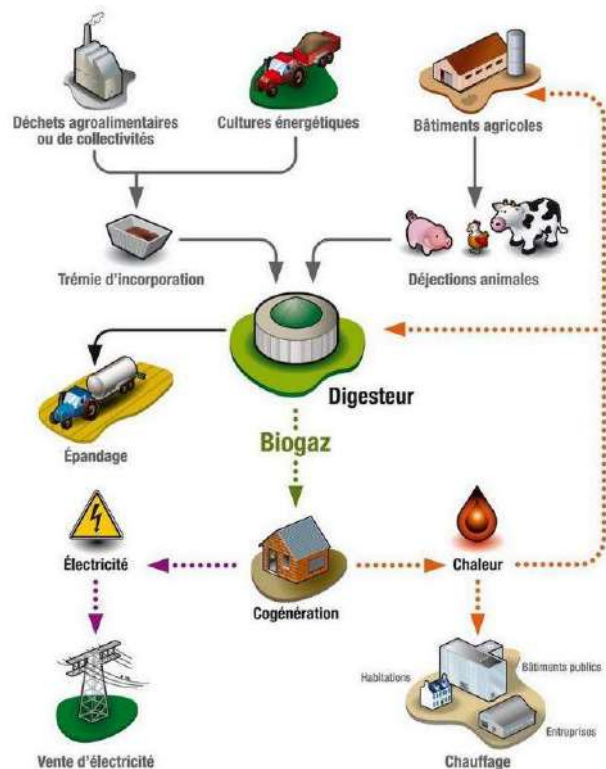 Déchets agroalimentaires
ou de collectivités
Cultures énergétiques
Bâtiments agricoles
Trémie d'incorporation
Déjections animales
Digesteur
Épandage
Biogaz
Électricité
Cogénération
Chaleur
Habitations
Bâtiments publics
Entreprises
Vente d'électricité
Chauffage